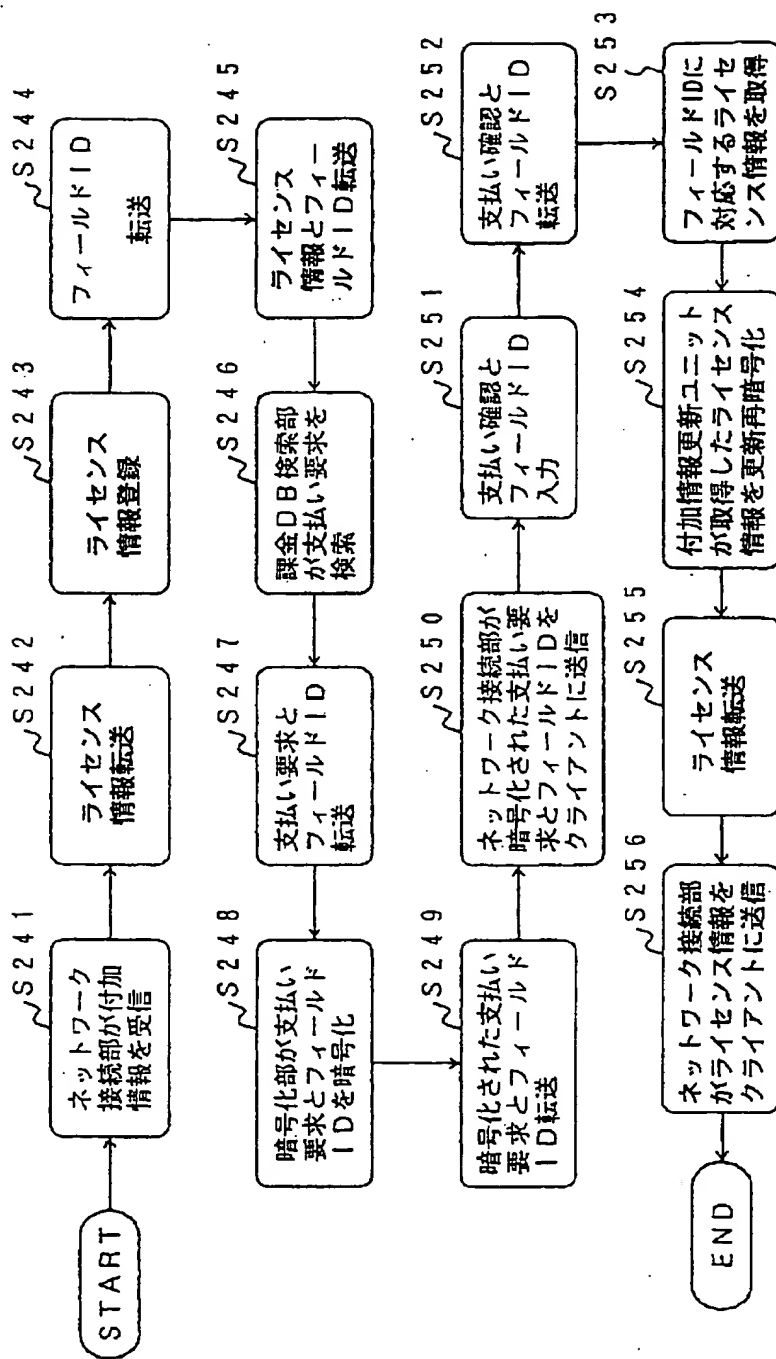 START
S241
ネットワーク
接続部が付加
情報を受信
S242
ライセンス
情報転送
S243
ライセンス
情報登録
S244
フィールドID
転送
S245
ライセンス
情報とフィー
ルドID転送
S246
課金DB検索部
が支払い要求を
検索
S247
支払い要求と
フィールドID
転送
S248
暗号化部が支払い
要求とフィールド
IDを暗号化
S249
暗号化された支払い
要求とフィールド
ID転送
S250
ネットワーク接続部が
暗号化された支払い要
求とフィールドIDを
クライアントに送信
S251
支払い確認と
フィールドID
入力
S252
支払い確認と
フィールドID
転送
S253
フィールドIDに
対応するライセ
ンス情報を取得
S254
付加情報更新ユニット
が取得したライセンス
情報を更新再暗号化
S255
ライセンス
情報転送
S256
ネットワーク接続部
がライセンス情報を
クライアントに送信
END